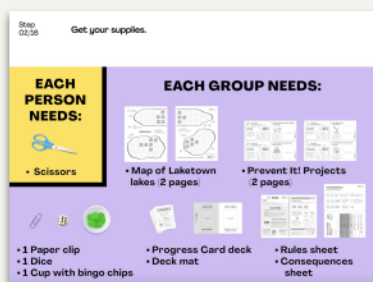 Step
02/16
Get your supplies.
EACH
PERSON
NEEDS:
• Scissors
EACH GROUP NEEDS:
• Map of Laketown
lakes (2 pages)
• Prevent It! Projects
(2 pages)
• 1 Paper clip
• 1 Dice
• 1 Cup with bingo chips
• Progress Card deck
• Deck mat
• Rules sheet
• Consequences
sheet